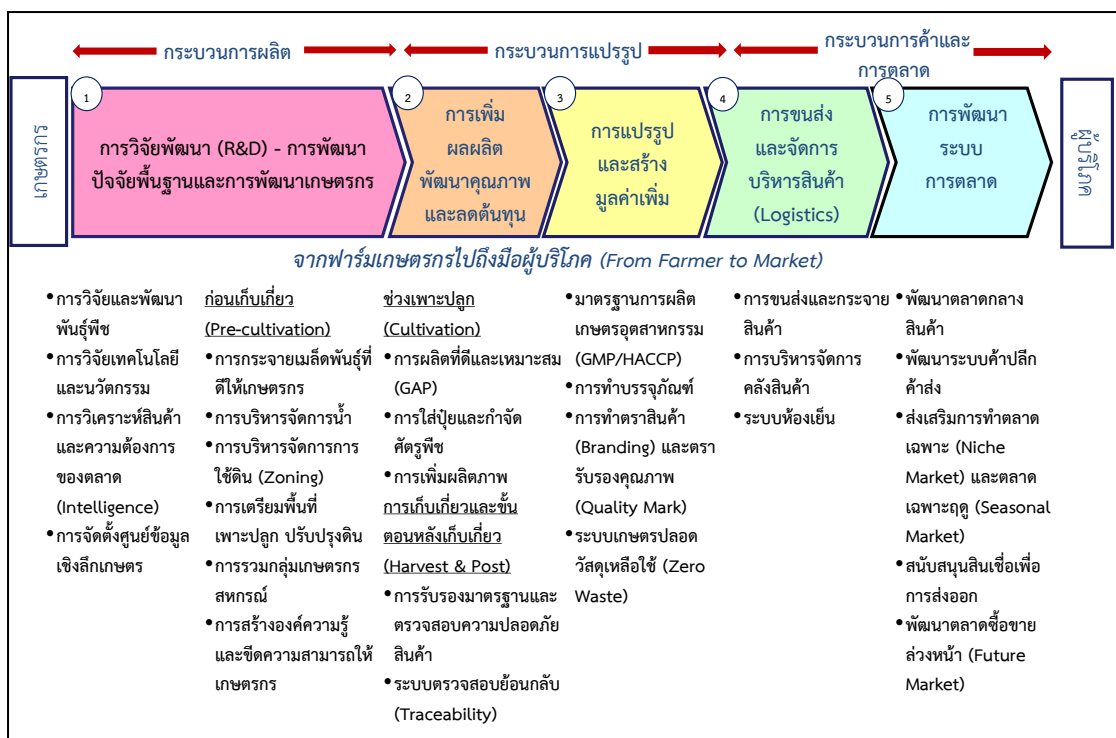 กระบวนการผลิต
กระบวนการแปรรูป
กระบวนการค้าและ
การตลาด
เกษตรกร
1
การวิจัยพัฒนา (R&D) - การพัฒนา
ปัจจัยพื้นฐานและการพัฒนาเกษตรกร
2
การเพิ่ม
ผลผลิต
พัฒนาคุณภาพ
และลดต้นทุน
3
การแปรรูป
และสร้าง
มูลค่าเพิ่ม
4
การขนส่ง
และจัดการ
บริหารสินค้า
(Logistics)
5
การพัฒนา
ระบบ
การตลาด
ผู้บริโภค
จากฟาร์มเกษตรกรไปถึงมือผู้บริโภค (From Farmer to Market)
•การวิจัยและพัฒนา
พันธุ์พืช
•การวิจัยเทคโนโลยี
และนวัตกรรม
•การวิเคราะห์สินค้า
และความต้องการ
ของตลาด
(Intelligence)
•การจัดตั้งศูนย์ข้อมูล
เชิงลึกเกษตร
ก่อนเก็บเกี่ยว
(Pre-cultivation)
•การกระจายเมล็ดพันธุ์ที่
ดีให้เกษตรกร
•การบริหารจัดการน้ำ
•การบริหารจัดการการ
ใช้ดิน (Zoning)
•การเตรียมพื้นที่
เพาะปลูก ปรับปรุงดิน
•การรวมกลุ่มเกษตรกร
สหกรณ์
•การสร้างองค์ความรู้
และขีดความสามารถให้
เกษตรกร
ช่วงเพาะปลูก
(Cultivation)
•การผลิตที่ดีและเหมาะสม
(GAP)
•การใส่ปุ๋ยและกำจัด
ศัตรูพืช
•การเพิ่มผลิตภาพ
การเก็บเกี่ยวและขั้น
ตอนหลังเก็บเกี่ยว
(Harvest & Post)
•การรับรองมาตรฐานและ
ตรวจสอบความปลอดภัย
สินค้า
•ระบบตรวจสอบย้อนกลับ
(Traceability)
•มาตรฐานการผลิต
เกษตรอุตสาหกรรม
(GMP/HACCP)
•การทำบรรจุภัณฑ์
•การทำตราสินค้า
(Branding) และตรา
รับรองคุณภาพ
(Quality Mark)
•ระบบเกษตรปลอด
วัสดุเหลือใช้ (Zero
Waste)
•การขนส่งและกระจาย
สินค้า
•การบริหารจัดการ
คลังสินค้า
•ระบบห้องเย็น
•พัฒนาตลาดกลาง
สินค้า
•พัฒนาระบบค้าปลีก
ค้าส่ง
•ส่งเสริมการทำตลาด
เฉพาะ (Niche
Market) และตลาด
เฉพาะฤดู (Seasonal
Market)
•สนับสนุนสินเชื่อเพื่อ
การส่งออก
•พัฒนาตลาดซื้อขาย
ล่วงหน้า (Future
Market)